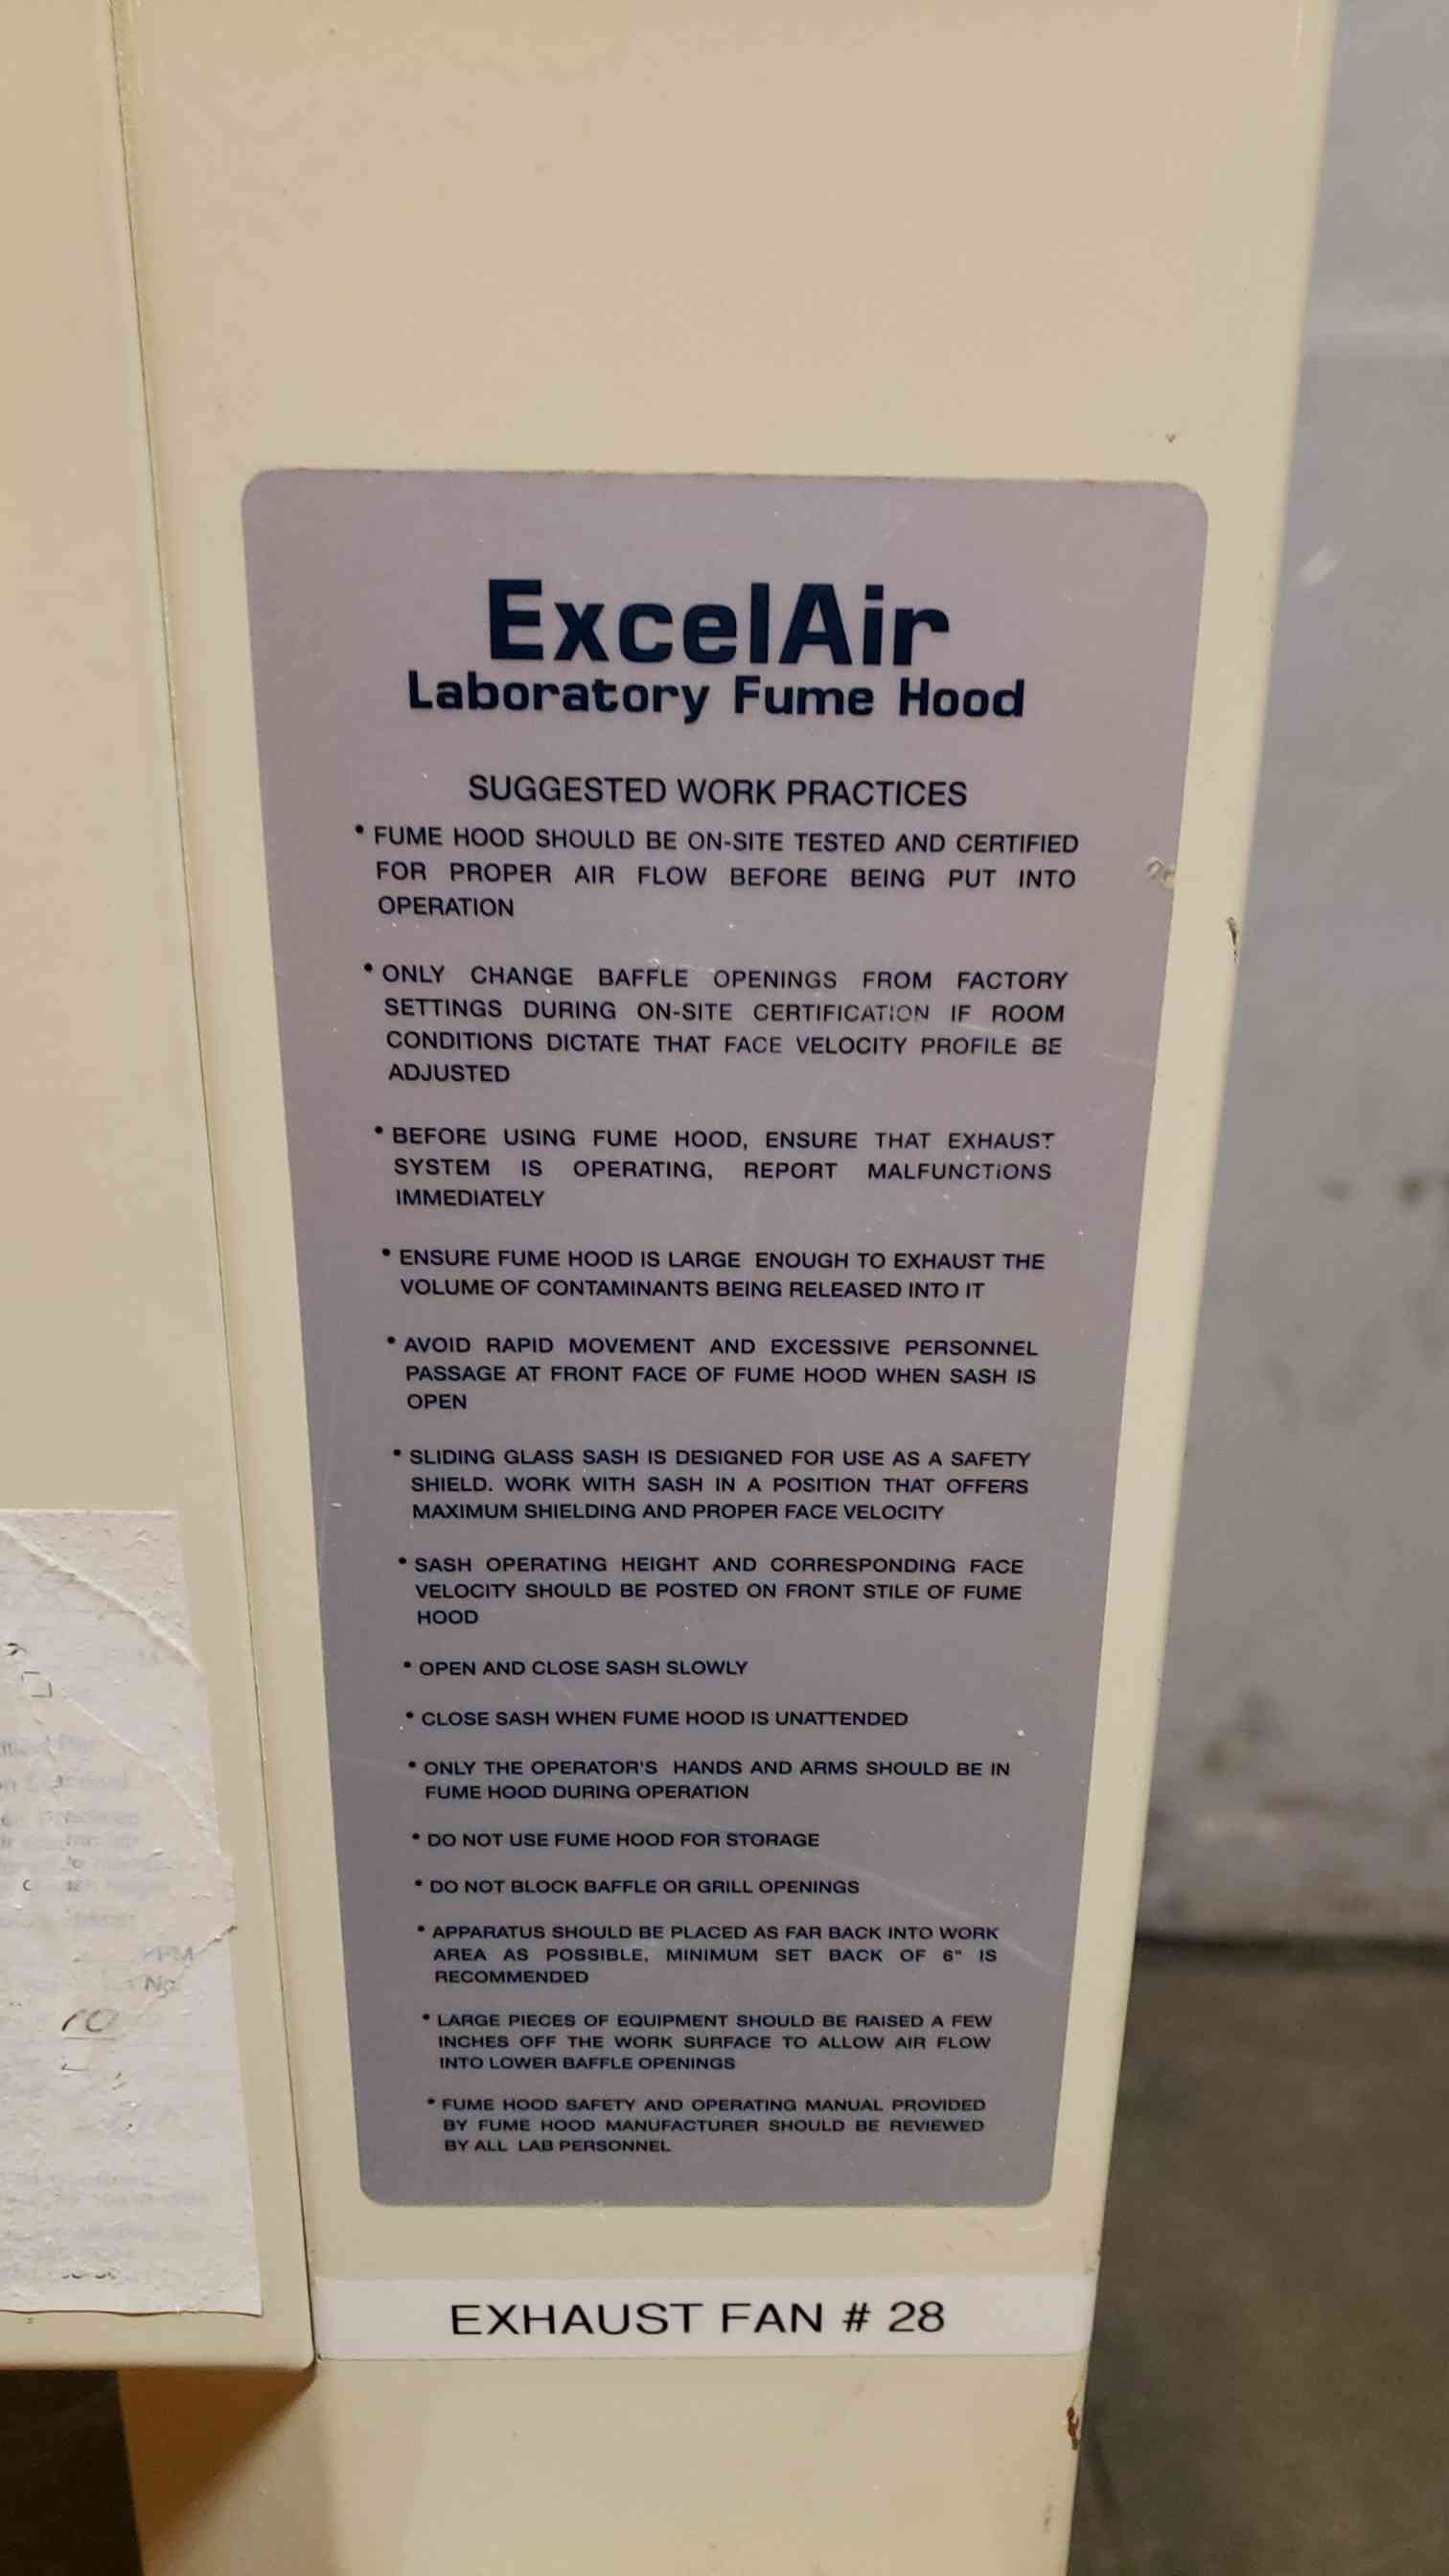 ExcelAir
Laboratory Fume Hood
SUGGESTED WORK PRACTICES
• FUME HOOD SHOULD BE ON-SITE TESTED AND CERTIFIED
FOR PROPER AIR FLOW BEFORE BEING PUT INTO
OPERATION
• ONLY CHANGE BAFFLE OPENINGS FROM FACTORY
SETTINGS DURING ON-SITE CERTIFICATION IF ROOM
CONDITIONS DICTATE THAT FACE VELOCITY PROFILE BE
ADJUSTED
• BEFORE USING FUME HOOD, ENSURE THAT EXHAUST
SYSTEM IS OPERATING, REPORT MALFUNCTIONS
IMMEDIATELY
• ENSURE FUME HOOD IS LARGE ENOUGH TO EXHAUST THE
VOLUME OF CONTAMINANTS BEING RELEASED INTO IT
• AVOID RAPID MOVEMENT AND EXCESSIVE PERSONNEL
PASSAGE AT FRONT FACE OF FUME HOOD WHEN SASH IS
OPEN
• SLIDING GLASS SASH IS DESIGNED FOR USE AS A SAFETY
SHIELD. WORK WITH SASH IN A POSITION THAT OFFERS
MAXIMUM SHIELDING AND PROPER FACE VELOCITY
• SASH OPERATING HEIGHT AND CORRESPONDING FACE
VELOCITY SHOULD BE POSTED ON FRONT STILE OF FUME
HOOD
• OPEN AND CLOSE SASH SLOWLY
• CLOSE SASH WHEN FUME HOOD IS UNATTENDED
• ONLY THE OPERATOR'S HANDS AND ARMS SHOULD BE IN
FUME HOOD DURING OPERATION
• DO NOT USE FUME HOOD FOR STORAGE
• DO NOT BLOCK BAFFLE OR GRILL OPENINGS
• APPARATUS SHOULD BE PLACED AS FAR BACK INTO WORK
AREA AS POSSIBLE, MINIMUM SET BACK OF 6" IS
RECOMMENDED
• LARGE PIECES OF EQUIPMENT SHOULD BE RAISED A FEW
INCHES OFF THE WORK SURFACE TO ALLOW AIR FLOW
INTO LOWER BAFFLE OPENINGS
• FUME HOOD SAFETY AND OPERATING MANUAL PROVIDED
BY FUME HOOD MANUFACTURER SHOULD BE REVIEWED
BY ALL LAB PERSONNEL
EXHAUST FAN # 28